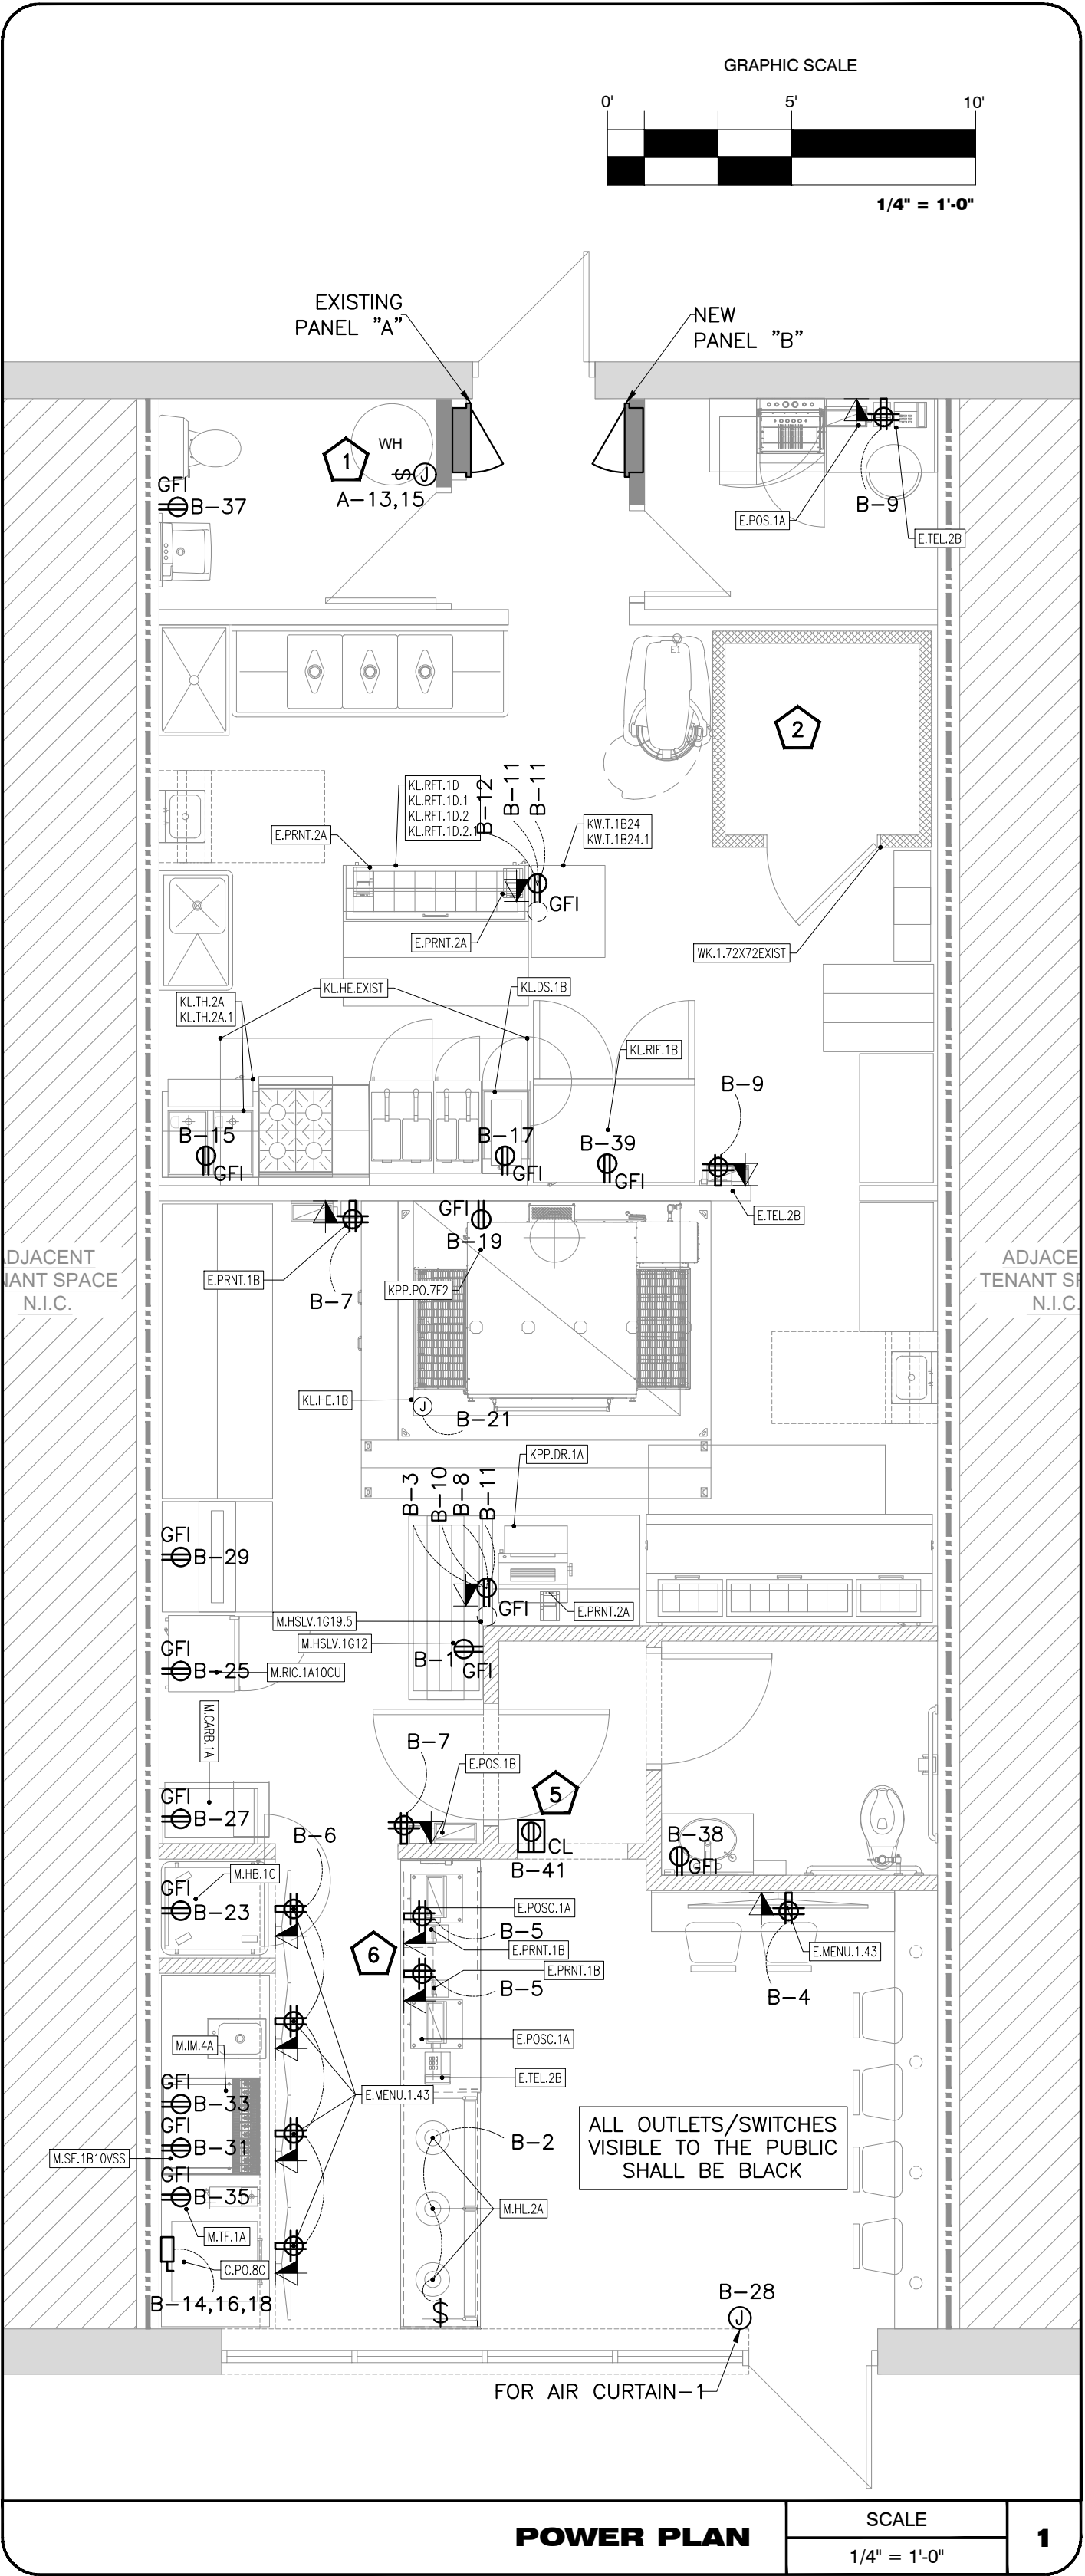 GRAPHIC SCALE
0' 5' 10'
1/4" = 1'-0"
EXISTING
PANEL "A"
NEW
PANEL "B"
WH
1
J
A-13,15
GFI
B-37
B-9
E.POS.1A
E.TEL.2B
E1
2
KL.RFT.1D
KL.RFT.1D.1
KL.RFT.1D.2
KL.RFT.1D.2.1
B-12
B-11
B-11
KW.T.1B24
KW.T.1B24.1
E.PRNT.2A
GFI
E.PRNT.2A
WK.1.72X72EXIST
KL.HE.EXIST
KL.DS.1B
KL.TH.2A
KL.TH.2A.1
KL.RIF.1B
B-9
B-15
GFI
B-17
GFI
B-39
GFI
E.TEL.2B
GFI
B-19
E.PRNT.1B
B-7
KPP.PO.7F2
ADJACENT
TENANT SPACE
N.I.C.
KL.HE.1B
J
B-21
KPP.DR.1A
B-3
B-10
B-8
B-11
GFI
B-29
GFI
E.PRNT.2A
M.HSLV.1G19.5
M.HSLV.1G12
B-1
GFI
GFI
B-25
M.RIC.1A10CU
M.CARB.1A
B-7
E.POS.1B
5
GFI
B-27
CL
B-41
B-38
GFI
B-6
M.HB.1C
GFI
B-23
E.POSC.1A
B-5
6
E.PRNT.1B
E.PRNT.1B
B-5
E.MENU.1.43
B-4
M.IM.4A
E.POSC.1A
E.TEL.2B
GFI
B-33
E.MENU.1.43
GFI
B-31
M.SF.1B10VSS
B-2
ALL OUTLETS/SWITCHES
VISIBLE TO THE PUBLIC
SHALL BE BLACK
GFI
B-35
M.HL.2A
M.TF.1A
C.PO.8C
B-14,16,18
$
B-28
J
FOR AIR CURTAIN-1
POWER PLAN
SCALE
1/4" = 1'-0"
1